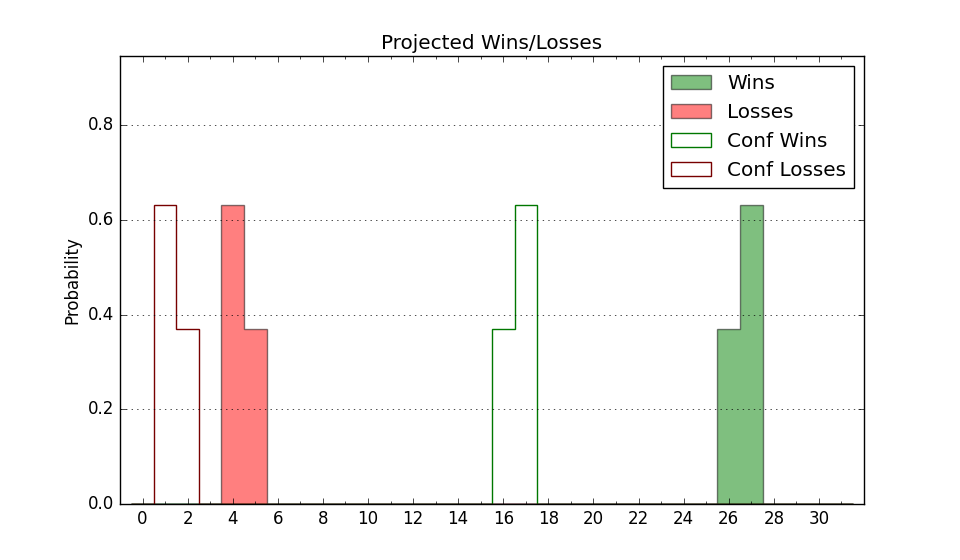 Projected Wins/Losses
Wins
Losses
Conf Wins
Conf Losses
Probability
0.8
0.6
0.4
0.2
0.0
0 2 4 6 8 10 12 14 16 18 20 22 24 26 28 30